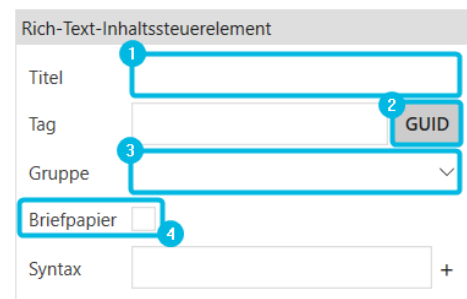 Rich-Text-Inhaltssteuerelement
1
Titel
2
Tag GUID
3
Gruppe
Briefpapier
4
Syntax +